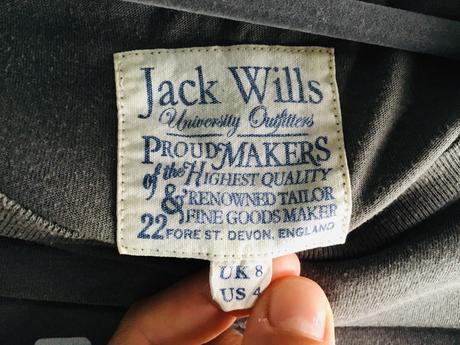 Jack Wills
University Outfitters
PROUD MAKERS
of the HIGHEST QUALITY
& RENOWNED TAILOR
FINE GOODS MAKER
22 FORE ST. DEVON, ENGLAND
UK 8
US 4